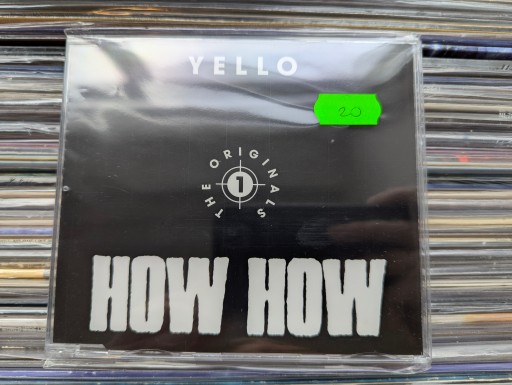 YELLO
20
THE ORIGINALS
1
HOW HOW